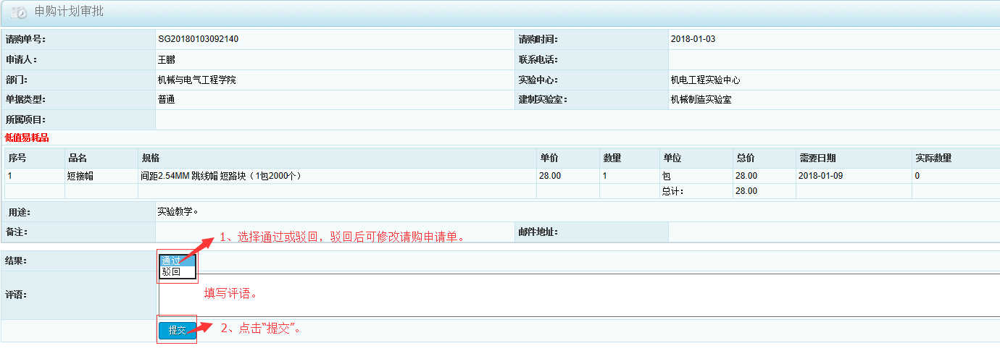 申购计划审批
请购单号： SG20180103092140 请购时间： 2018-01-03
申请人： 王鹏 联系电话：
部门： 机械与电气工程学院 实验中心： 机电工程实验中心
单据类型： 普通 建制实验室： 机械制造实验室
所属项目：
低值易耗品
序号 品名 规格 单价 数量 单位 总价 需要日期 实际数量
1 短接帽 间距2.54MM 跳线帽 短路块（1包2000个） 28.00 1 包 28.00 2018-01-09 0
总计： 28.00
用途： 实验教学。
备注： 邮件地址：
1、选择通过或驳回，驳回后可修改请购申请单。
结果： 通过
驳回
评语： 填写评语。
提交 2、点击“提交”。